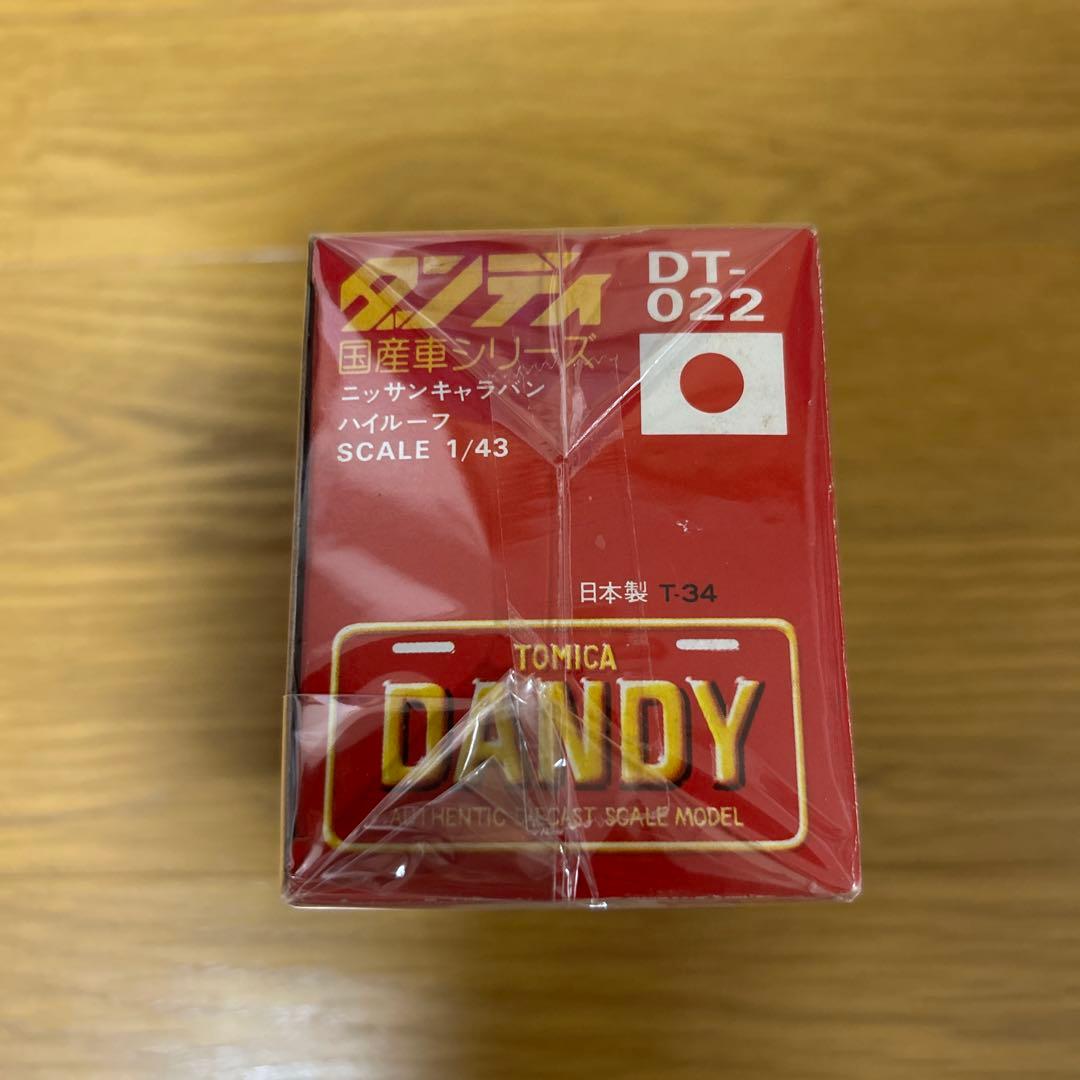 ダンディ
国産車シリーズ
ニッサンキャラバン
ハイルーフ
SCALE 1/43
DT-
022
日本製 T-34
TOMICA
DANDY
AUTHENTIC DIECAST SCALE MODEL